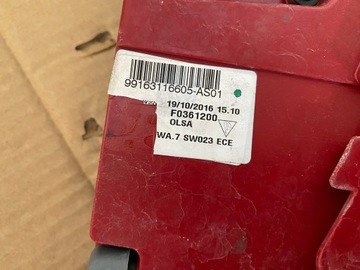 99163116605-AS01
19/10/2016 15.10
F0361200
OLSA
WA.7 SW023 ECE